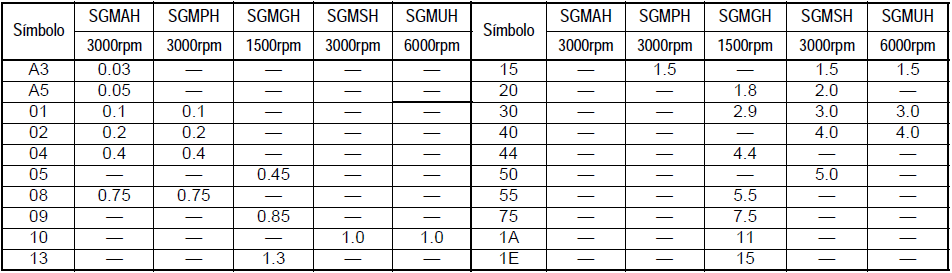 Símbolo SGMAH SGMPH SGMGH SGMSH SGMUH Símbolo SGMAH SGMPH SGMGH SGMSH SGMUH
3000rpm 3000rpm 1500rpm 3000rpm 6000rpm 3000rpm 3000rpm 1500rpm 3000rpm 6000rpm
A3 0.03 — — — — 15 — 1.5 — 1.5 1.5
A5 0.05 — — — — 20 — — 1.8 2.0 —
01 0.1 0.1 — — — 30 — — 2.9 3.0 3.0
02 0.2 0.2 — — — 40 — — — 4.0 4.0
04 0.4 0.4 — — — 44 — — 4.4 — —
05 — — 0.45 — — 50 — — — 5.0 —
08 0.75 0.75 — — — 55 — — 5.5 — —
09 — — 0.85 — — 75 — — 7.5 — —
10 — — — 1.0 1.0 1A — — 11 — —
13 — — 1.3 — — 1E — — 15 — —